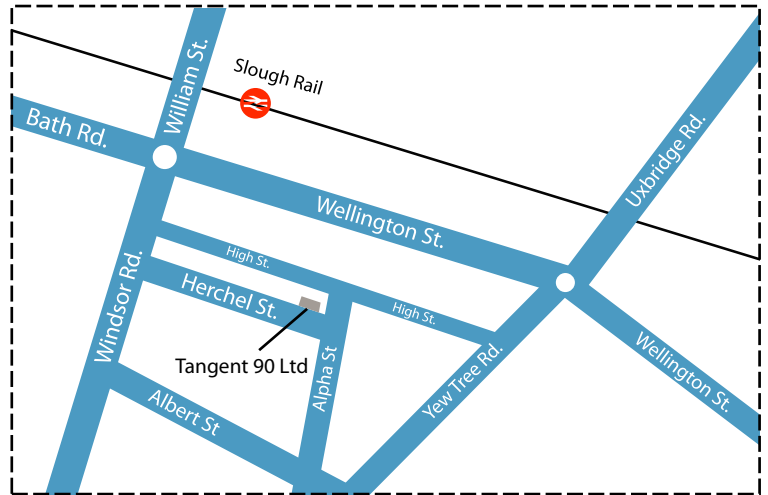 Slough Rail
William St.
Bath Rd.
Uxbridge Rd.
Wellington St.
High St.
Windsor Rd.
Herchel St.
High St.
Tangent 90 Ltd
Alpha St
Yew Tree Rd.
Wellington St.
Albert St